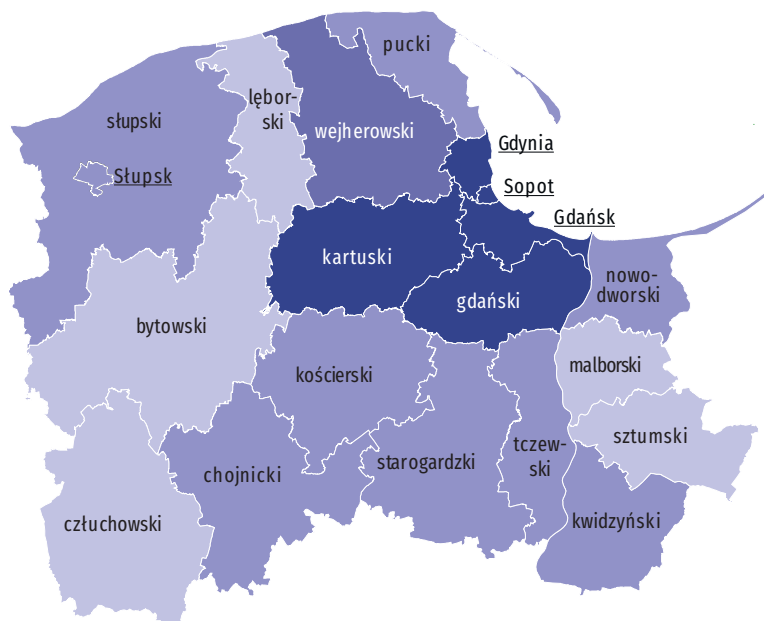 pucki
lębor-
ski
słupski
wejherowski
Gdynia
Słupsk
Sopot
Gdańsk
kartuski
nowo-
dworski
gdański
bytowski
malborski
kościerski
sztumski
tczew-
ski
starogardzki
chojnicki
człuchowski
kwidzyński